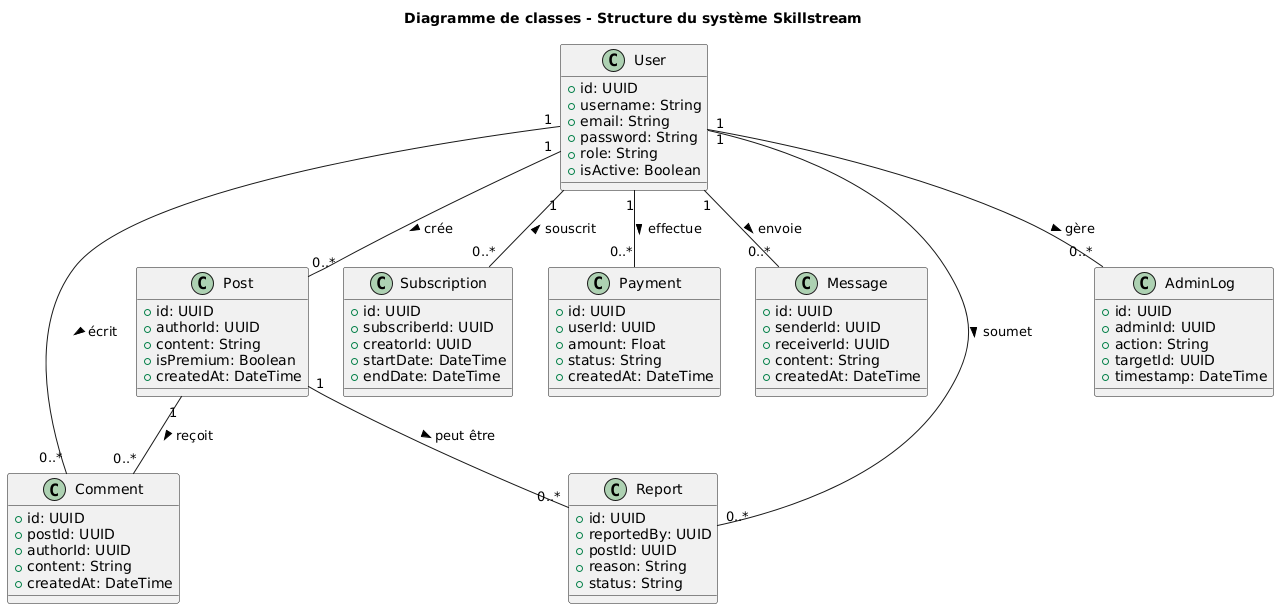 Diagramme de classes - Structure du système Skillstream
C User
id: UUID
username: String
email: String
password: String
role: String
isActive: Boolean
1
1
1
1
1
1
1
crée
souscrit
effectue
envoie
gère
0..*
0..*
0..*
0..*
0..*
C Post
id: UUID
authorId: UUID
content: String
isPremium: Boolean
createdAt: DateTime
C Subscription
id: UUID
subscriberId: UUID
creatorId: UUID
startDate: DateTime
endDate: DateTime
C Payment
id: UUID
userId: UUID
amount: Float
status: String
createdAt: DateTime
C Message
id: UUID
senderId: UUID
receiverId: UUID
content: String
createdAt: DateTime
C AdminLog
id: UUID
adminId: UUID
action: String
targetId: UUID
timestamp: DateTime
écrit
soumet
1
1
reçoit
peut être
0..*
0..*
0..*
0..*
C Comment
id: UUID
postId: UUID
authorId: UUID
content: String
createdAt: DateTime
C Report
id: UUID
reportedBy: UUID
postId: UUID
reason: String
status: String